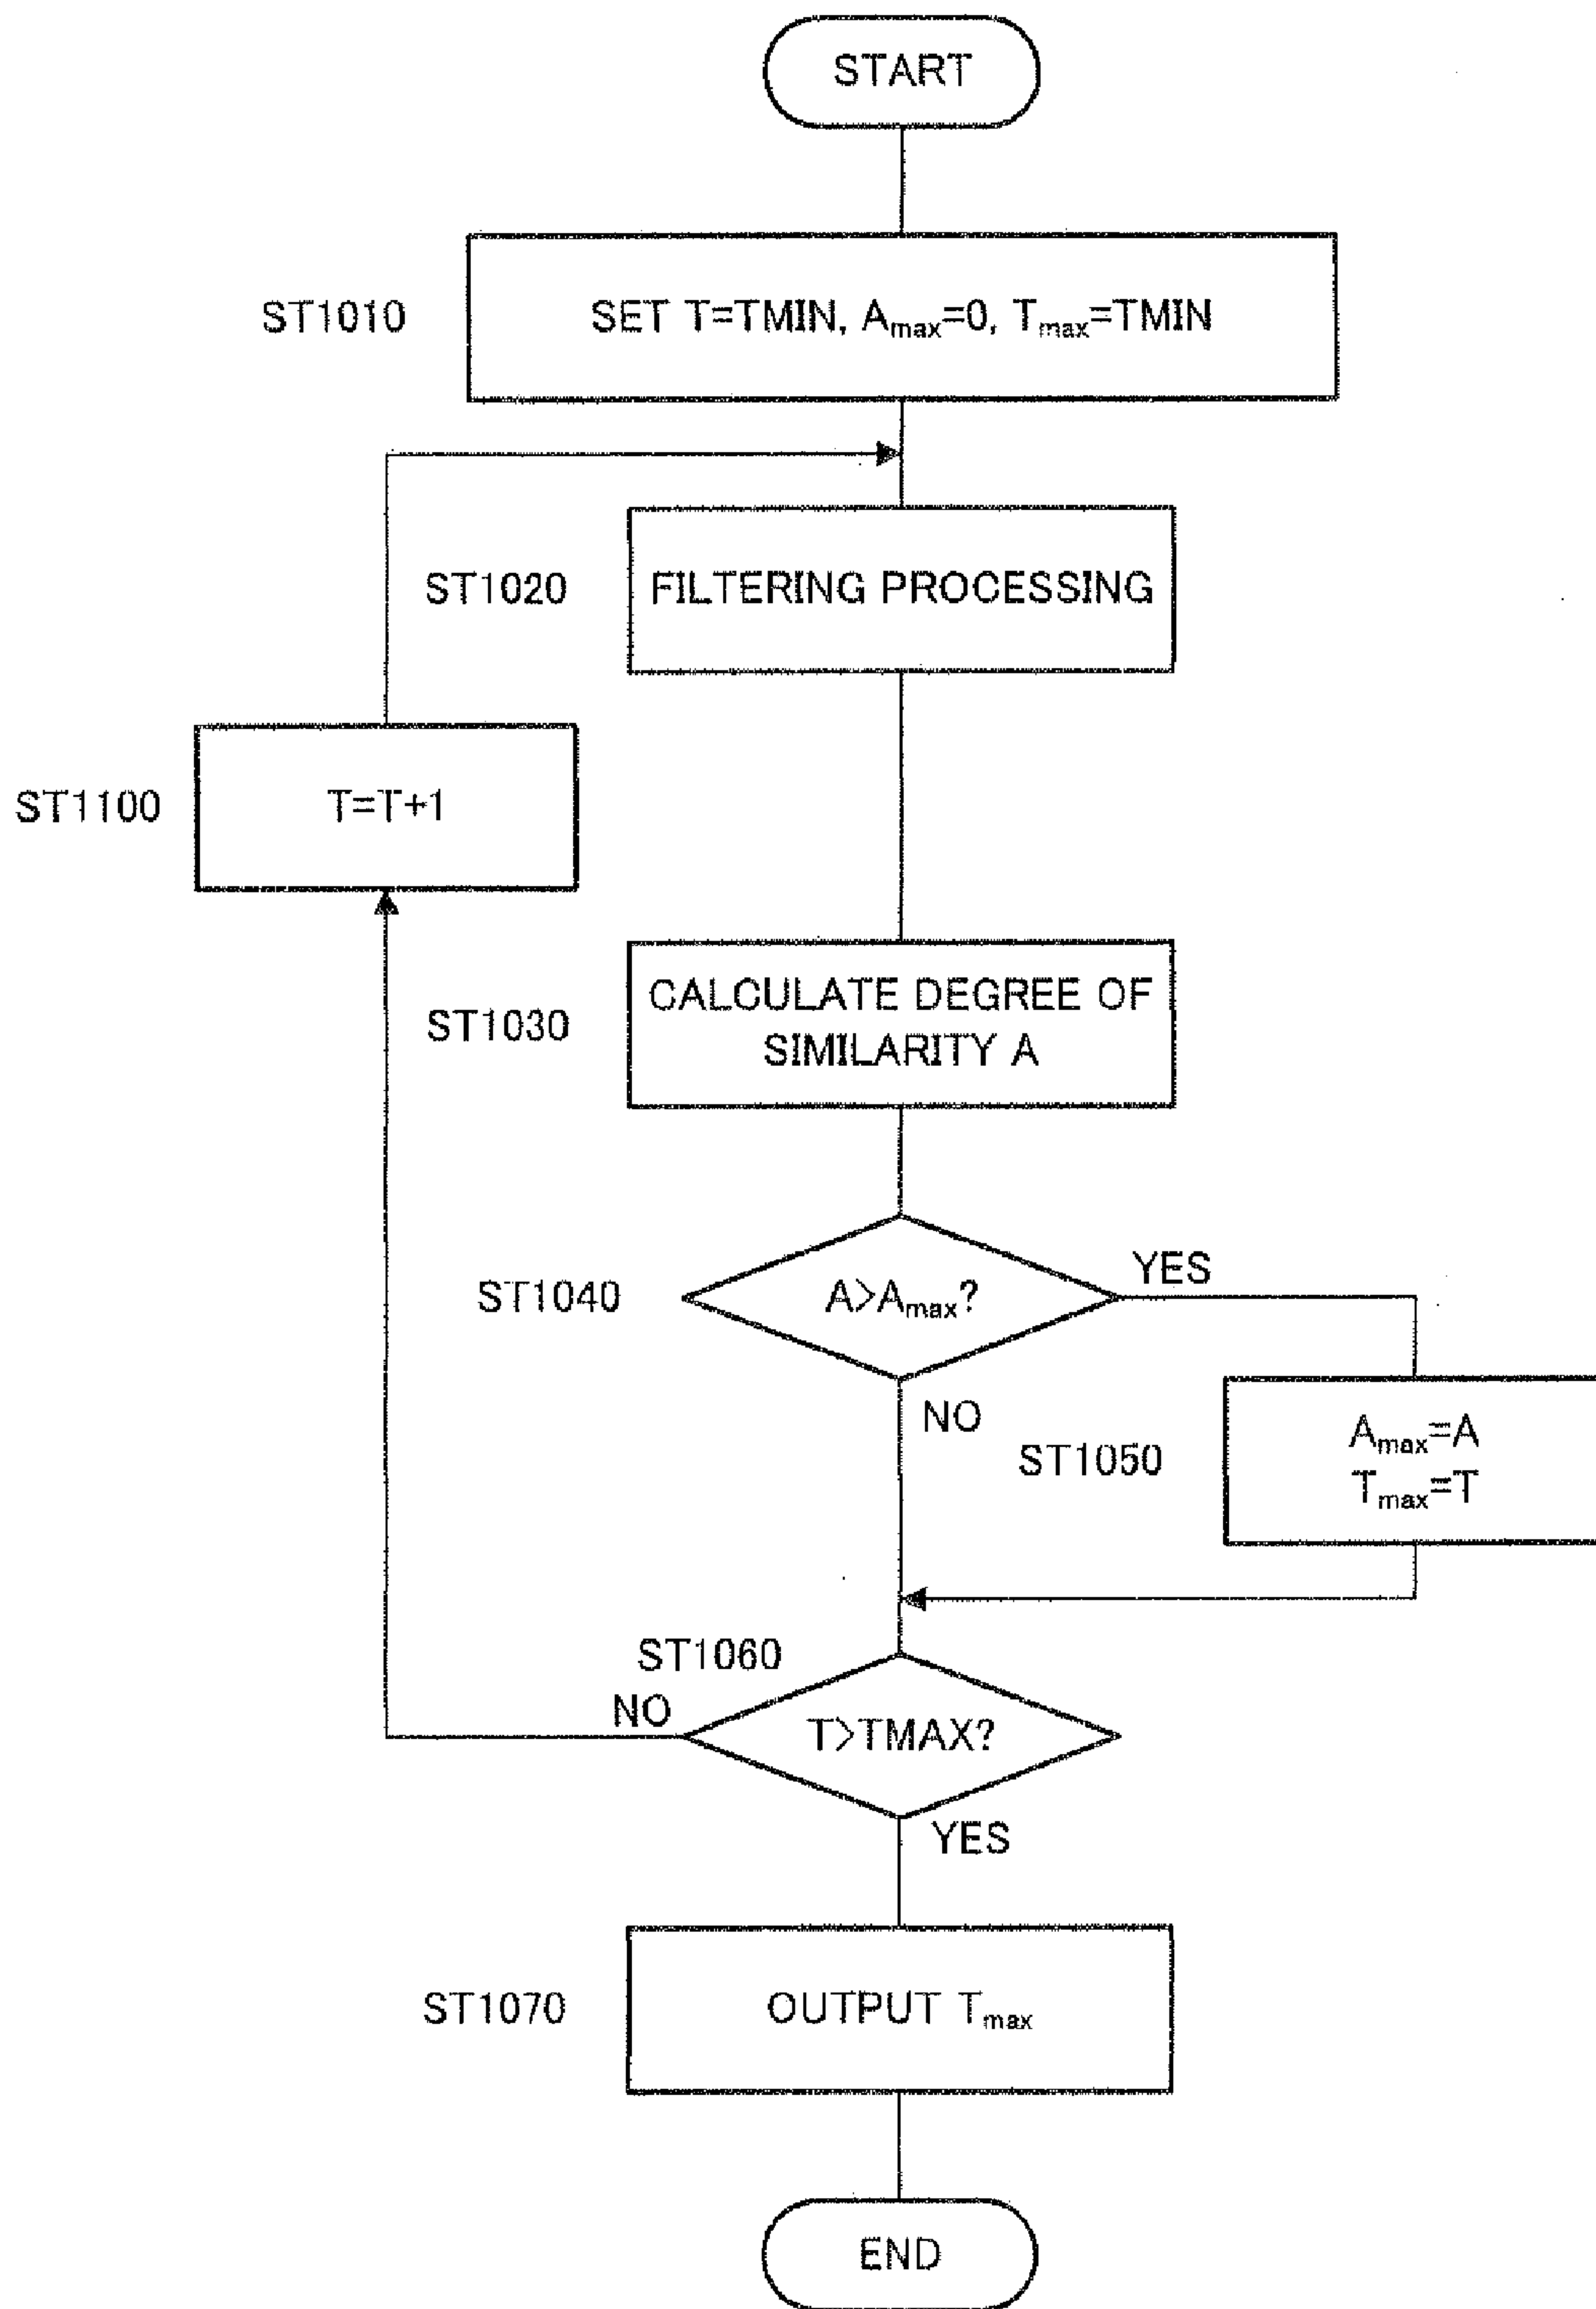 START
ST1010
SET T=TMIN, Amax=0, Tmax=TMIN
ST1020
FILTERING PROCESSING
ST1100
T=T+1
ST1030
CALCULATE DEGREE OF
SIMILARITY A
ST1040
A>Amax?
YES
NO
ST1050
Amax=A
Tmax=T
ST1060
NO
T>TMAX?
YES
ST1070
OUTPUT Tmax
END